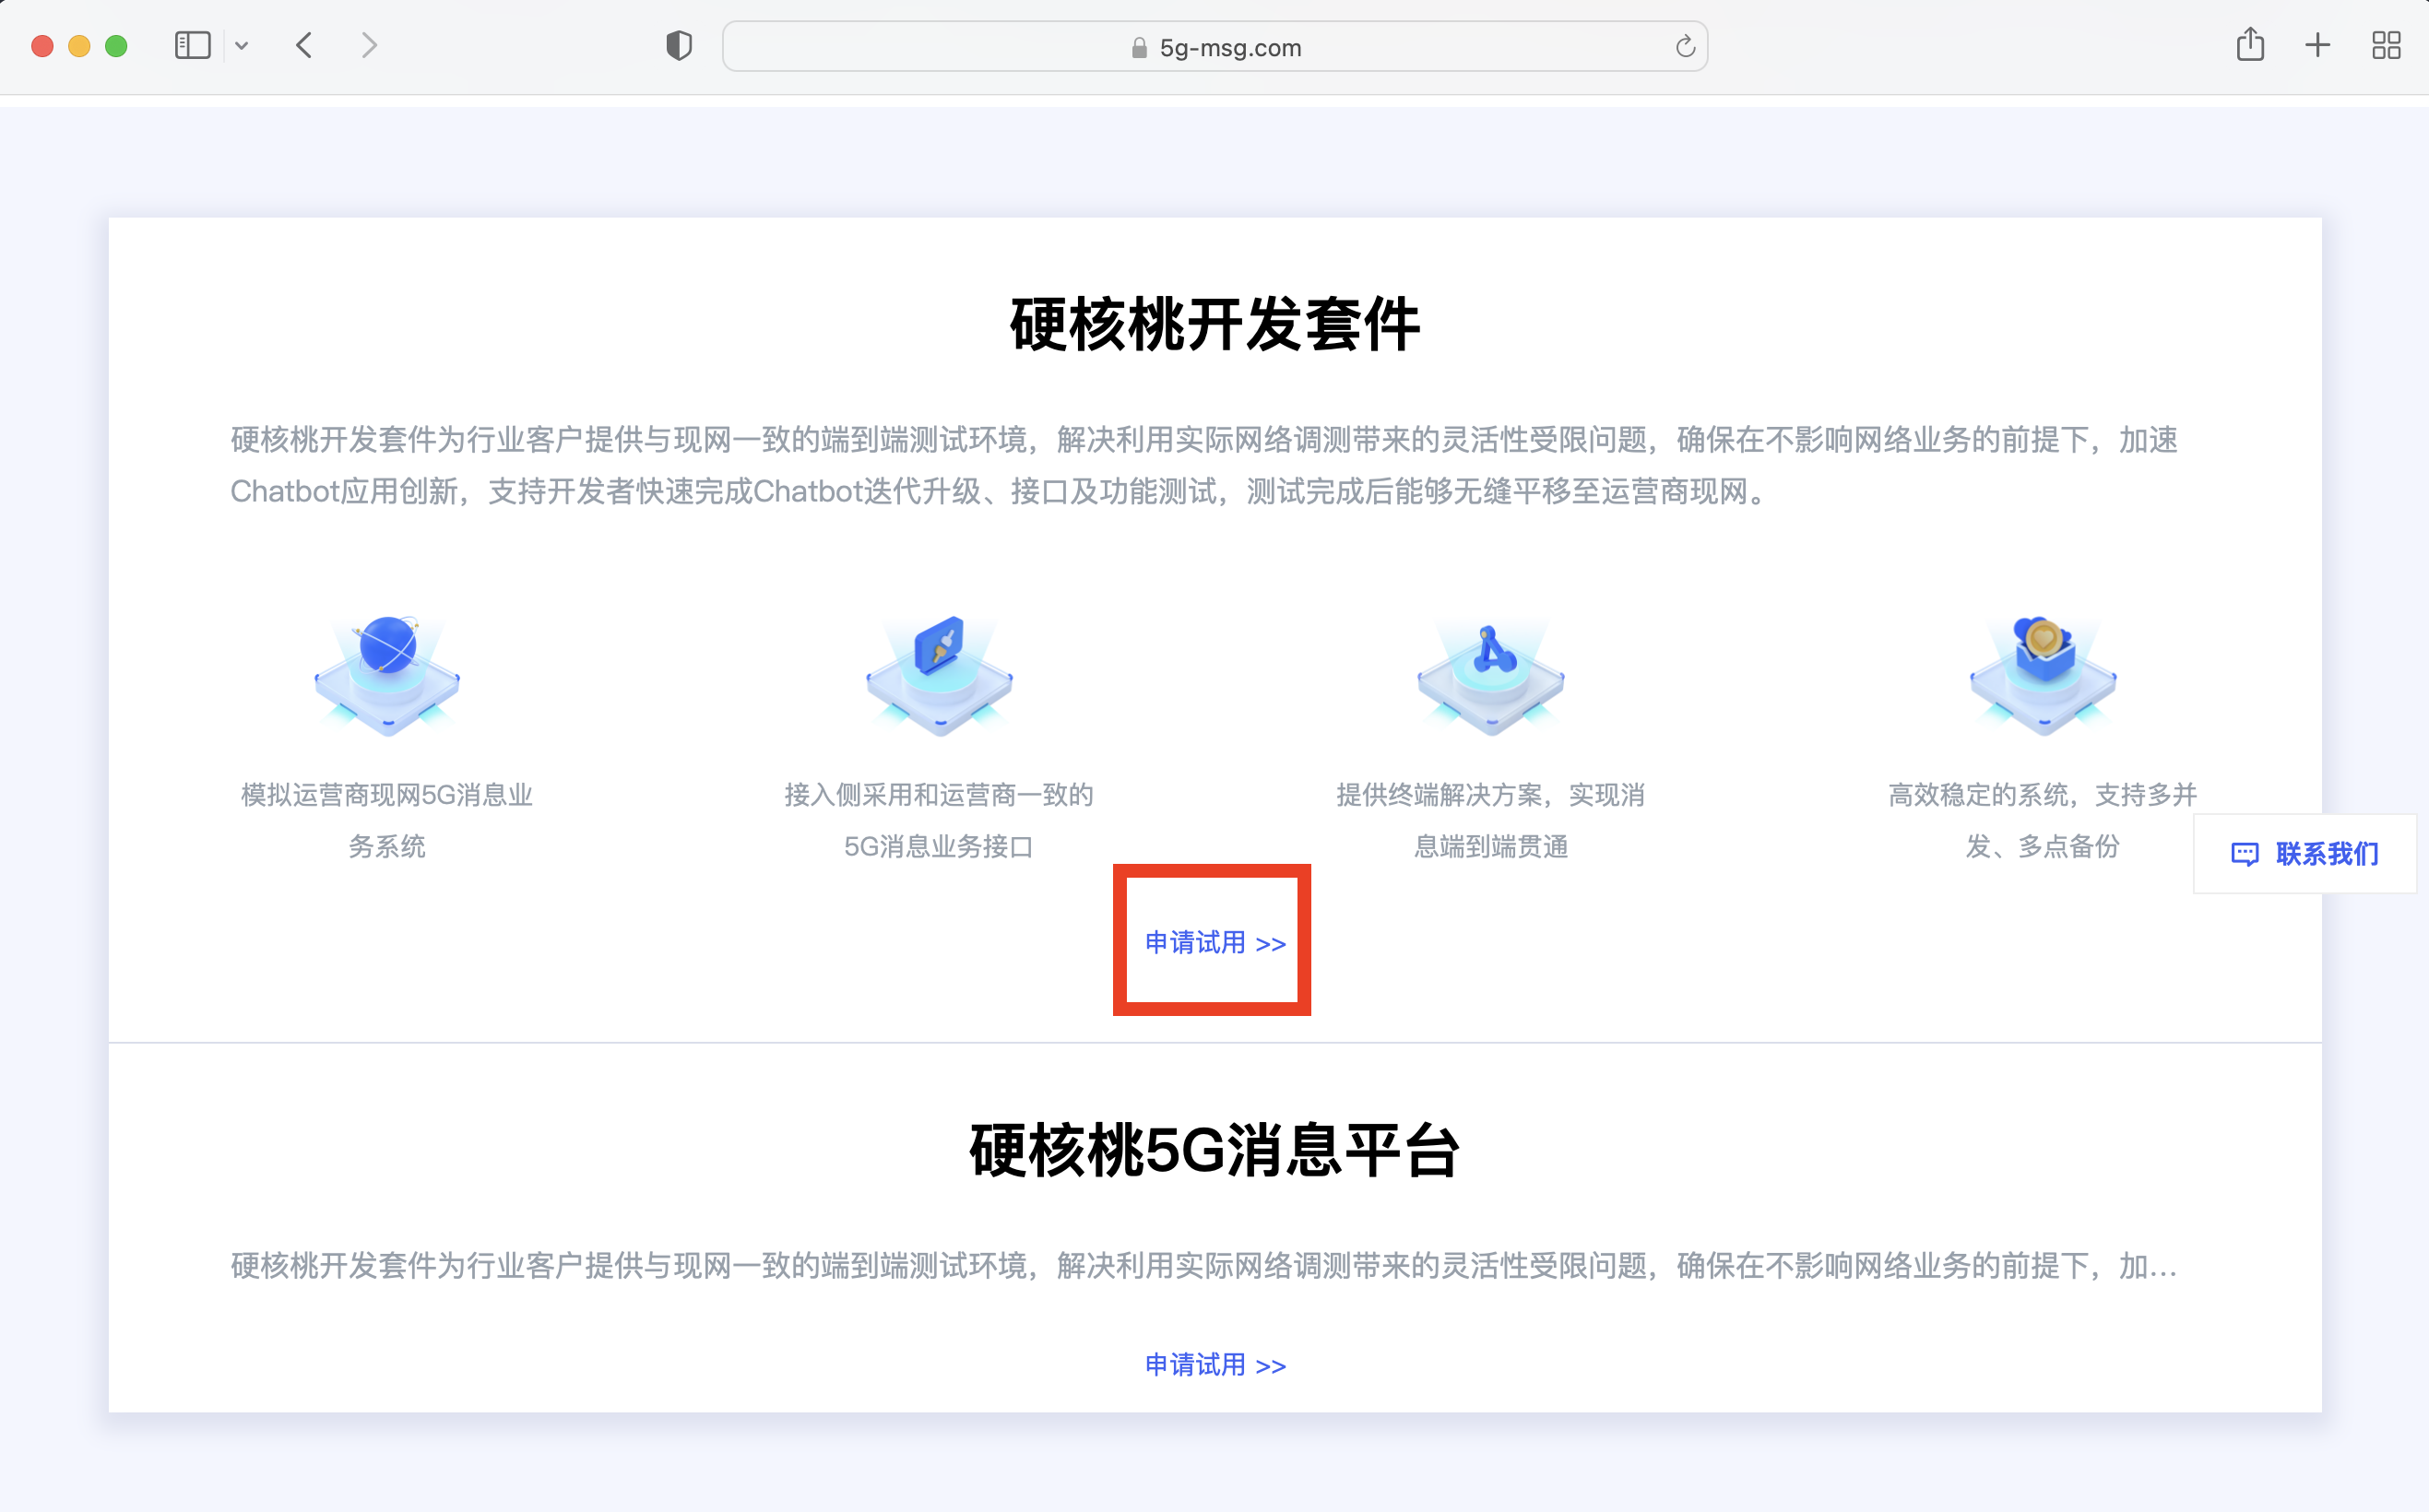 5g-msg.com
硬核桃开发套件
硬核桃开发套件为行业客户提供与现网一致的端到端测试环境，解决利用实际网络调测带来的灵活性受限问题，确保在不影响网络业务的前提下，加速
Chatbot应用创新，支持开发者快速完成Chatbot迭代升级、接口及功能测试，测试完成后能够无缝平移至运营商现网。
模拟运营商现网5G消息业
务系统
接入侧采用和运营商一致的
5G消息业务接口
提供终端解决方案，实现消
息端到端贯通
高效稳定的系统，支持多并
发、多点备份
联系我们
申请试用 >>
硬核桃5G消息平台
硬核桃开发套件为行业客户提供与现网一致的端到端测试环境，解决利用实际网络调测带来的灵活性受限问题，确保在不影响网络业务的前提下，加...
申请试用 >>